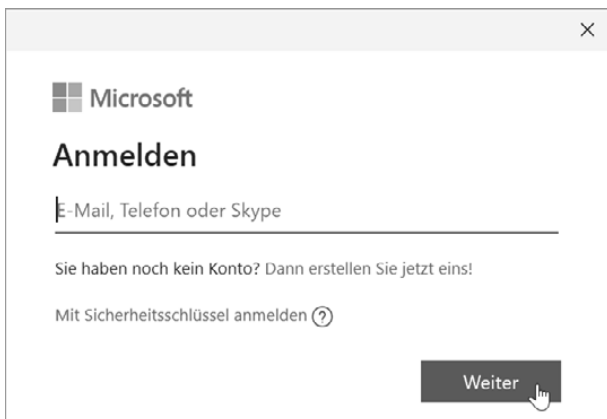 Microsoft
Anmelden
E-Mail, Telefon oder Skype
Sie haben noch kein Konto? Dann erstellen Sie jetzt eins!
Mit Sicherheitsschlüssel anmelden ?
Weiter